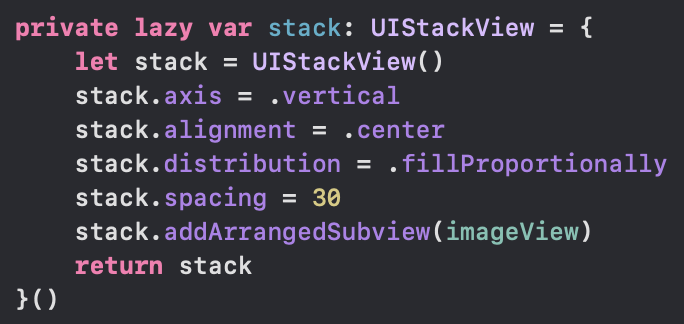 private lazy var stack: UIStackView = {
    let stack = UIStackView()
    stack.axis = .vertical
    stack.alignment = .center
    stack.distribution = .fillProportionally
    stack.spacing = 30
    stack.addArrangedSubview(imageView)
    return stack
}()